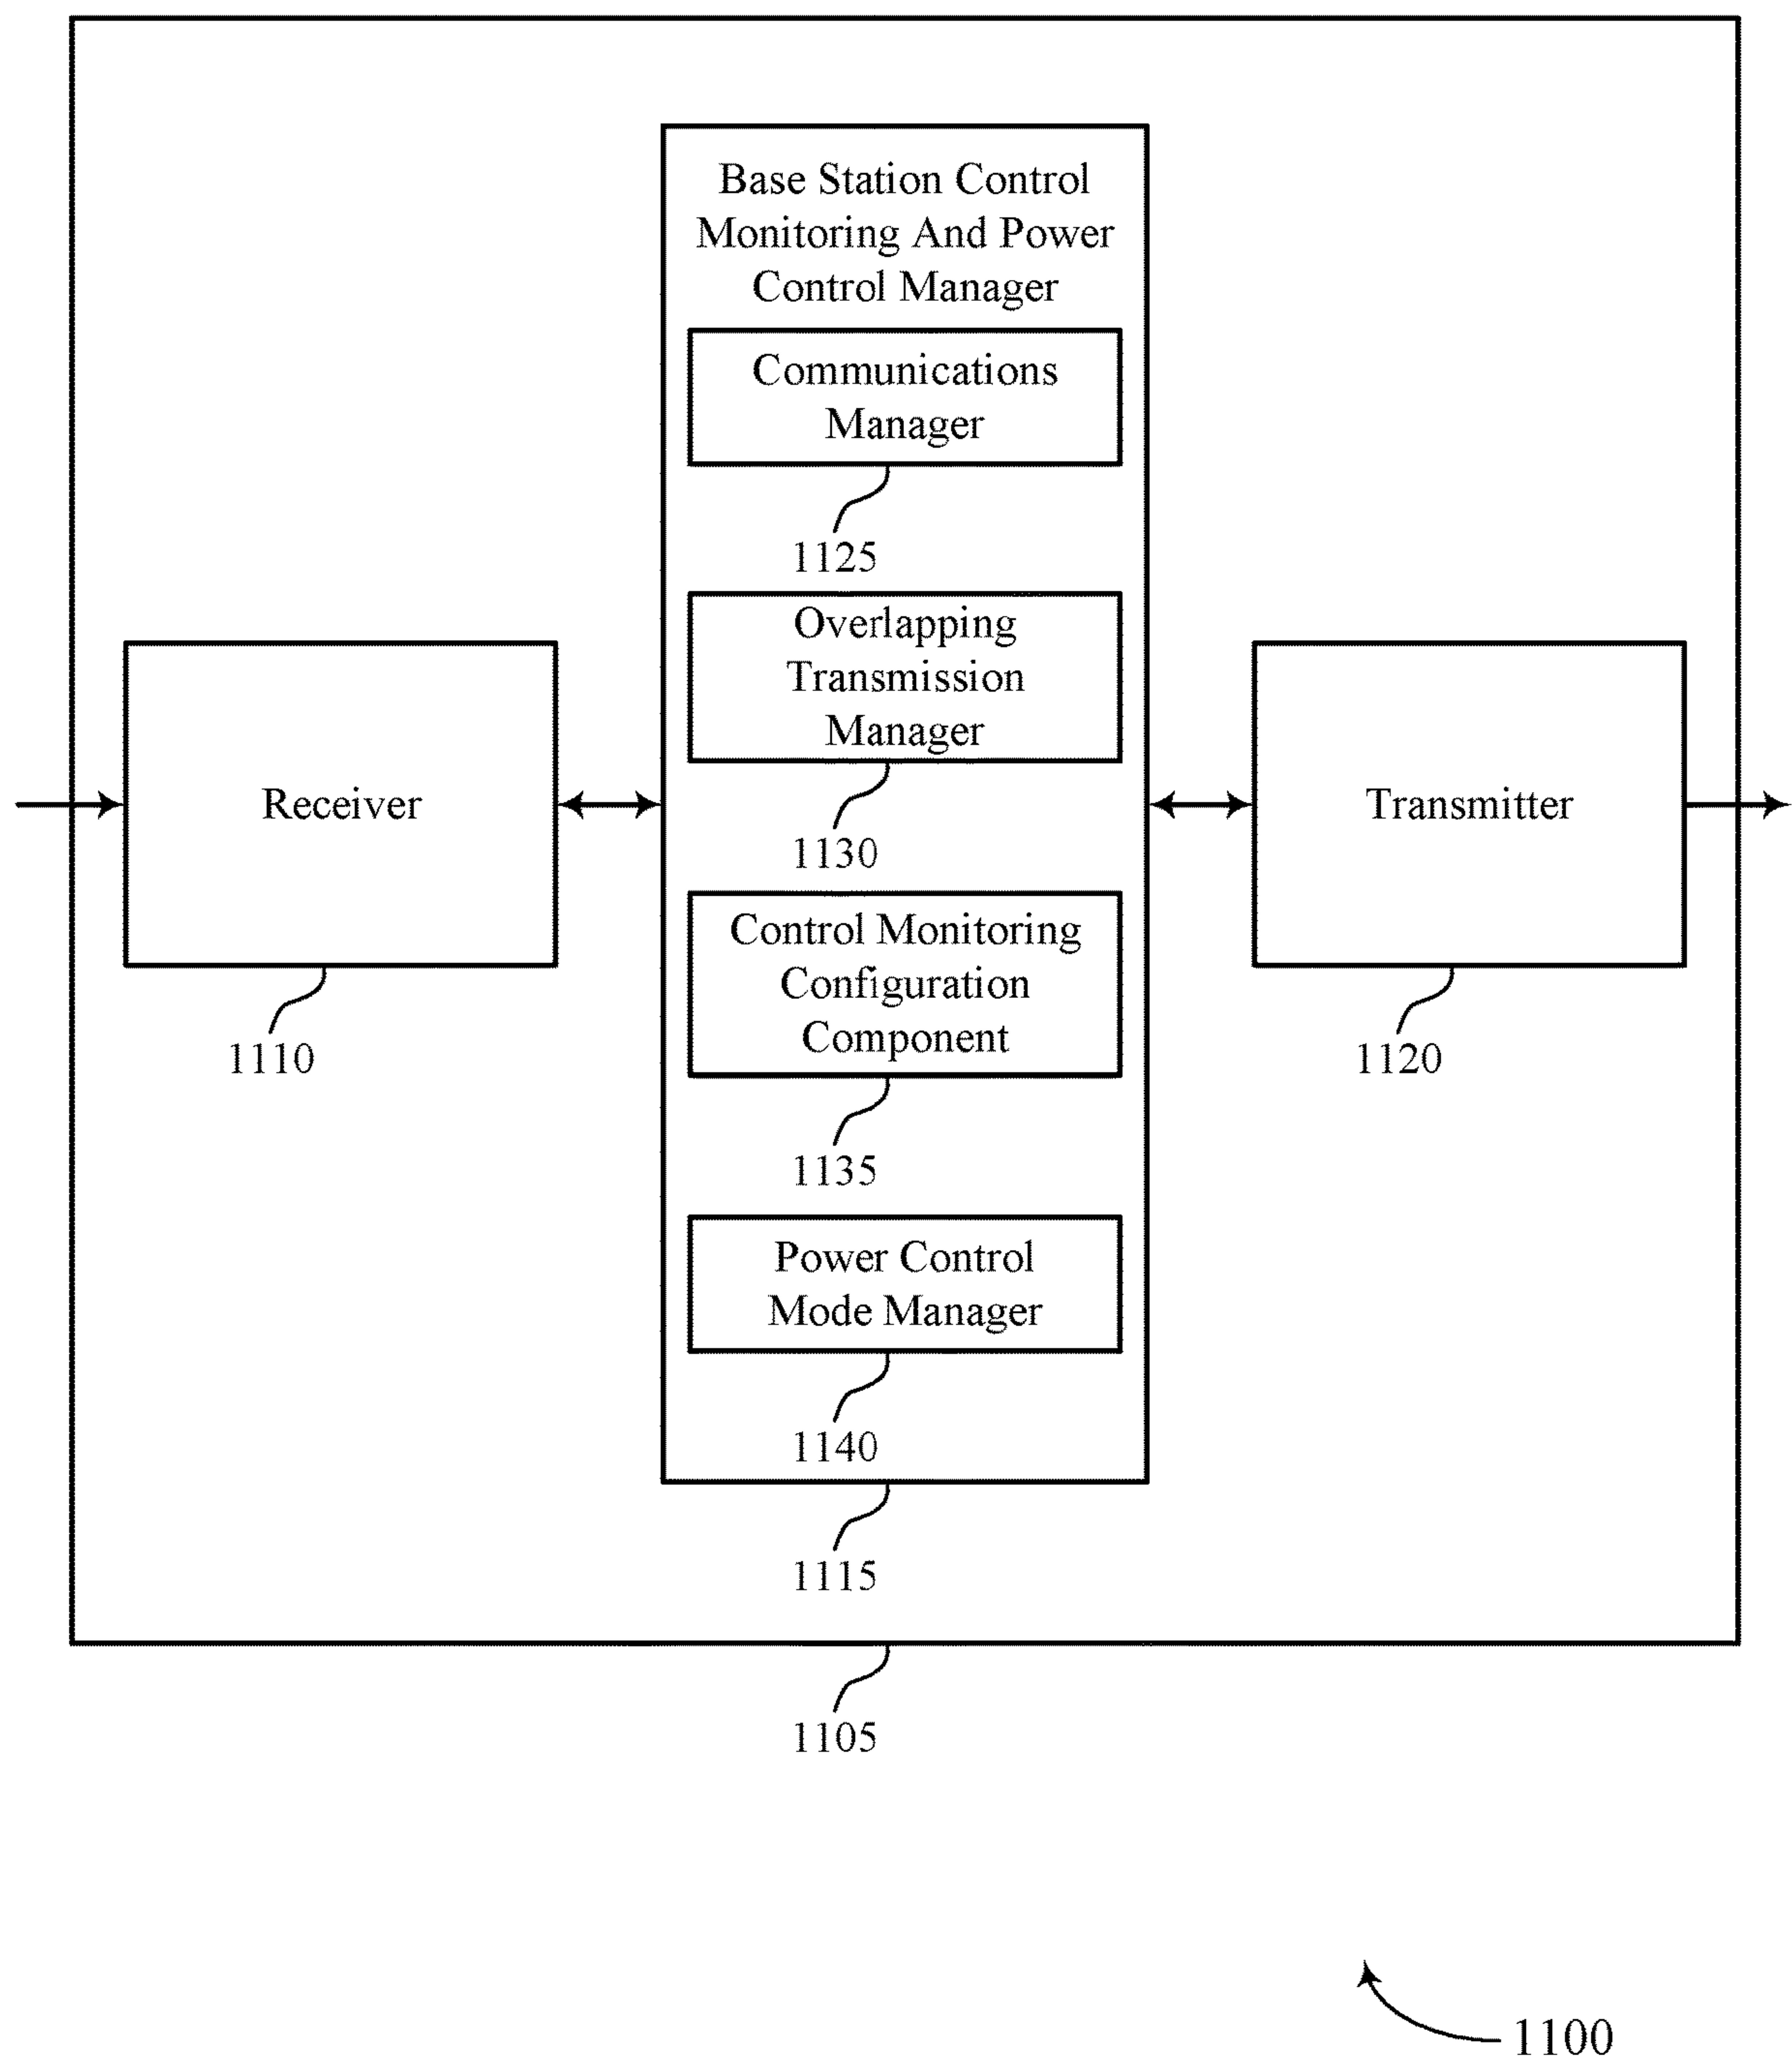 Base Station Control
Monitoring And Power
Control Manager
Communications
Manager
1125
Overlapping
Transmission
Manager
1130
Receiver
1110
Transmitter
1120
Control Monitoring
Configuration
Component
1135
Power Control
Mode Manager
1140
1115
1105
1100